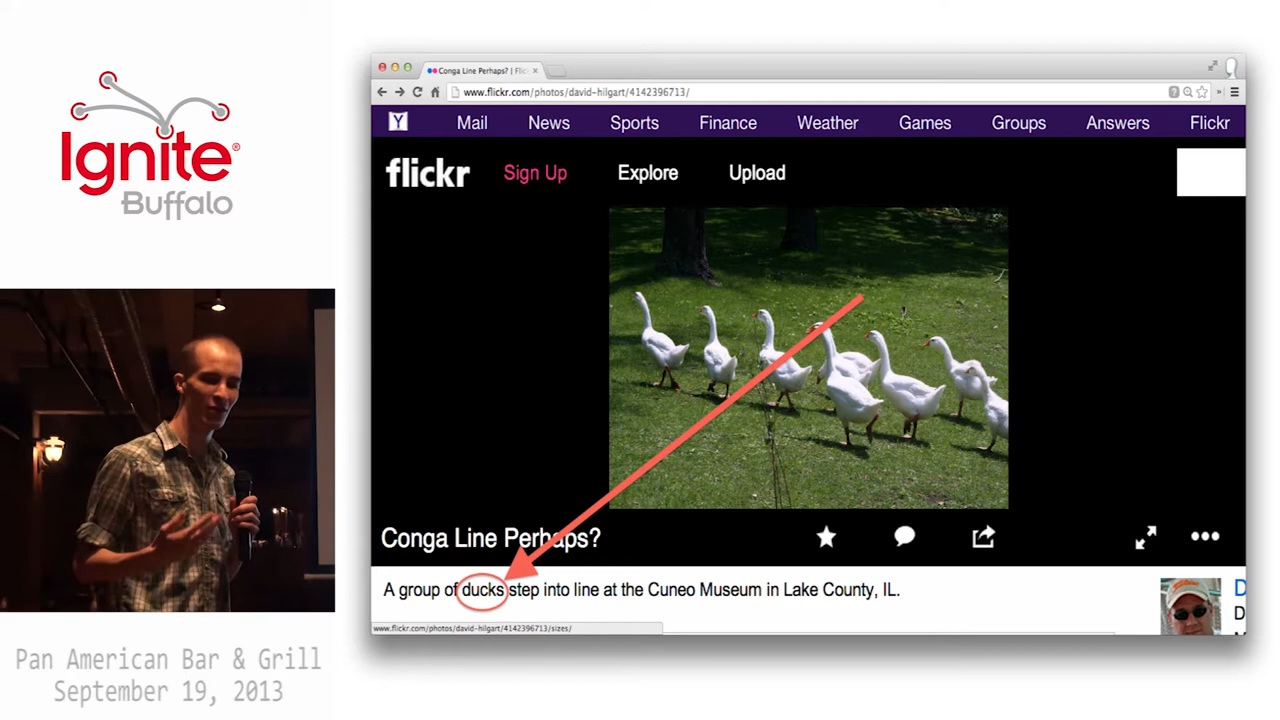 Ignite®
Buffalo
Conga Line Perhaps? | Flic
www.flickr.com/photos/david-hilgart/4142396713/
Y Mail News Sports Finance Weather Games Groups Answers Flickr
flickr Sign Up Explore Upload
Conga Line Perhaps?
A group of ducks step into line at the Cuneo Museum in Lake County, IL.
www.flickr.com/photos/david-hilgart/4142396713/sizes/
Pan American Bar & Grill
September 19, 2013